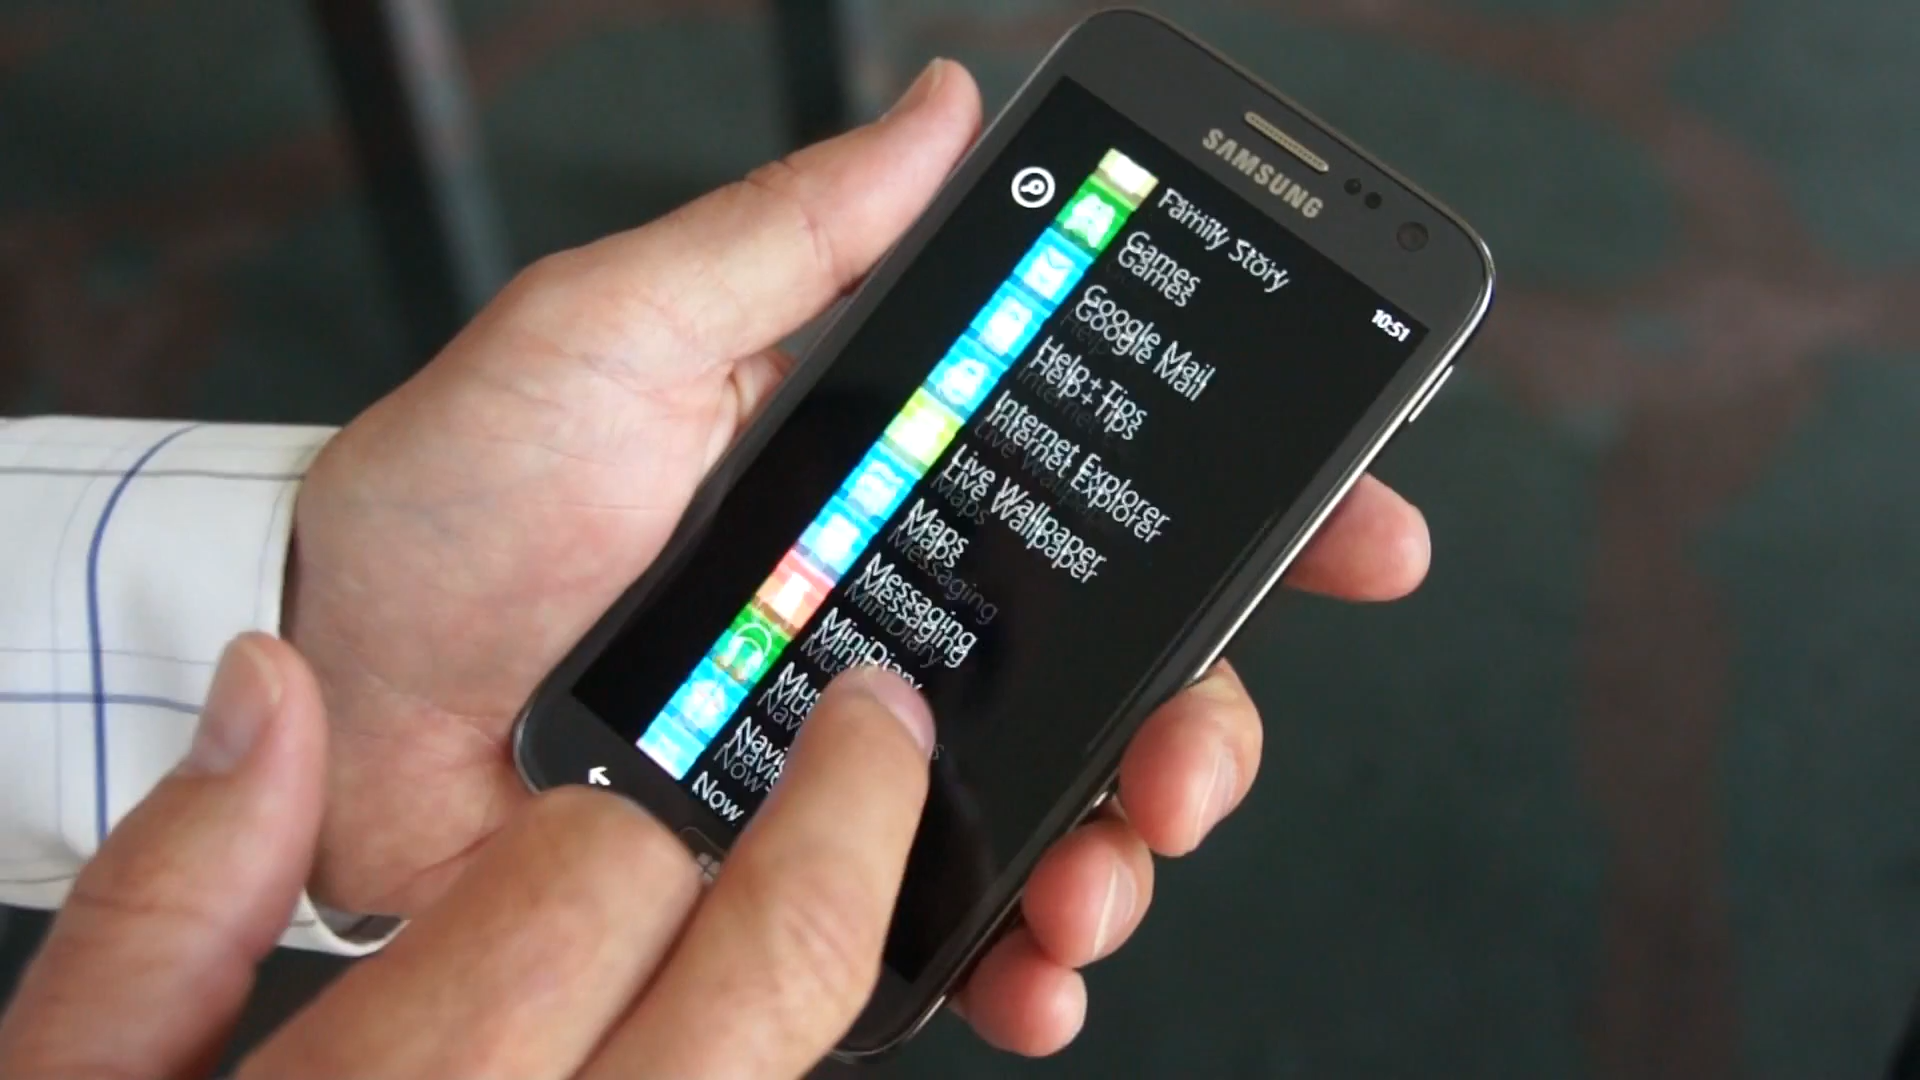 SAMSUNG
10:51
Family Story
Games
Google Mail
Help+Tips
Internet Explorer
Live Wallpaper
Maps
Messaging
MiniDiary
Now